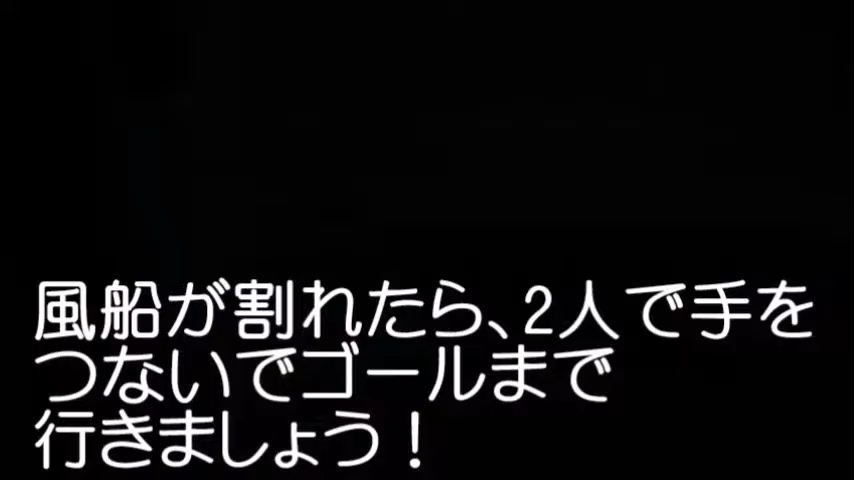 風船が割れたら、2人で手を
つないでゴールまで
行きましょう！